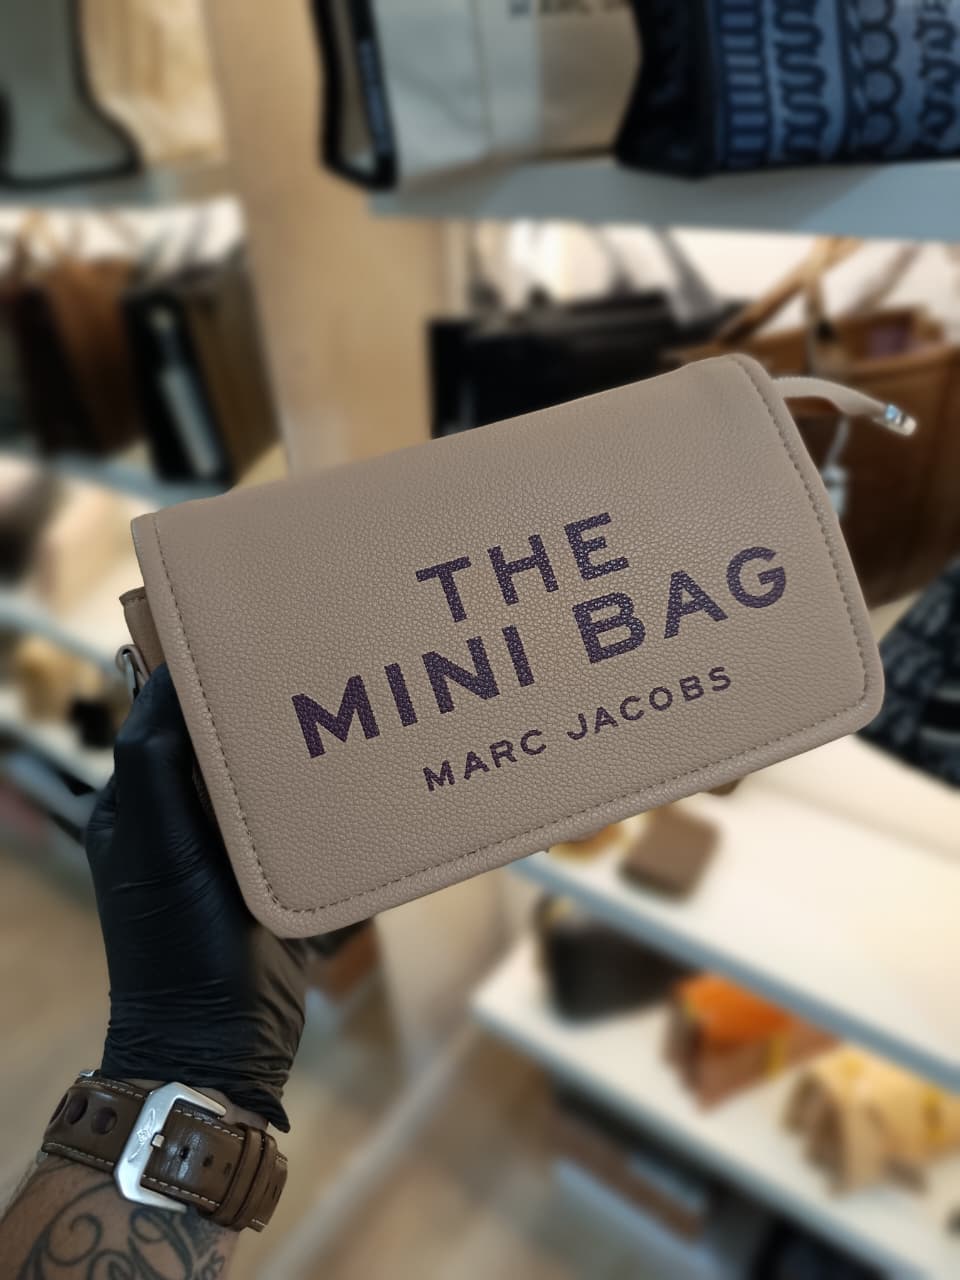 THE
MINI BAG
MARC JACOBS